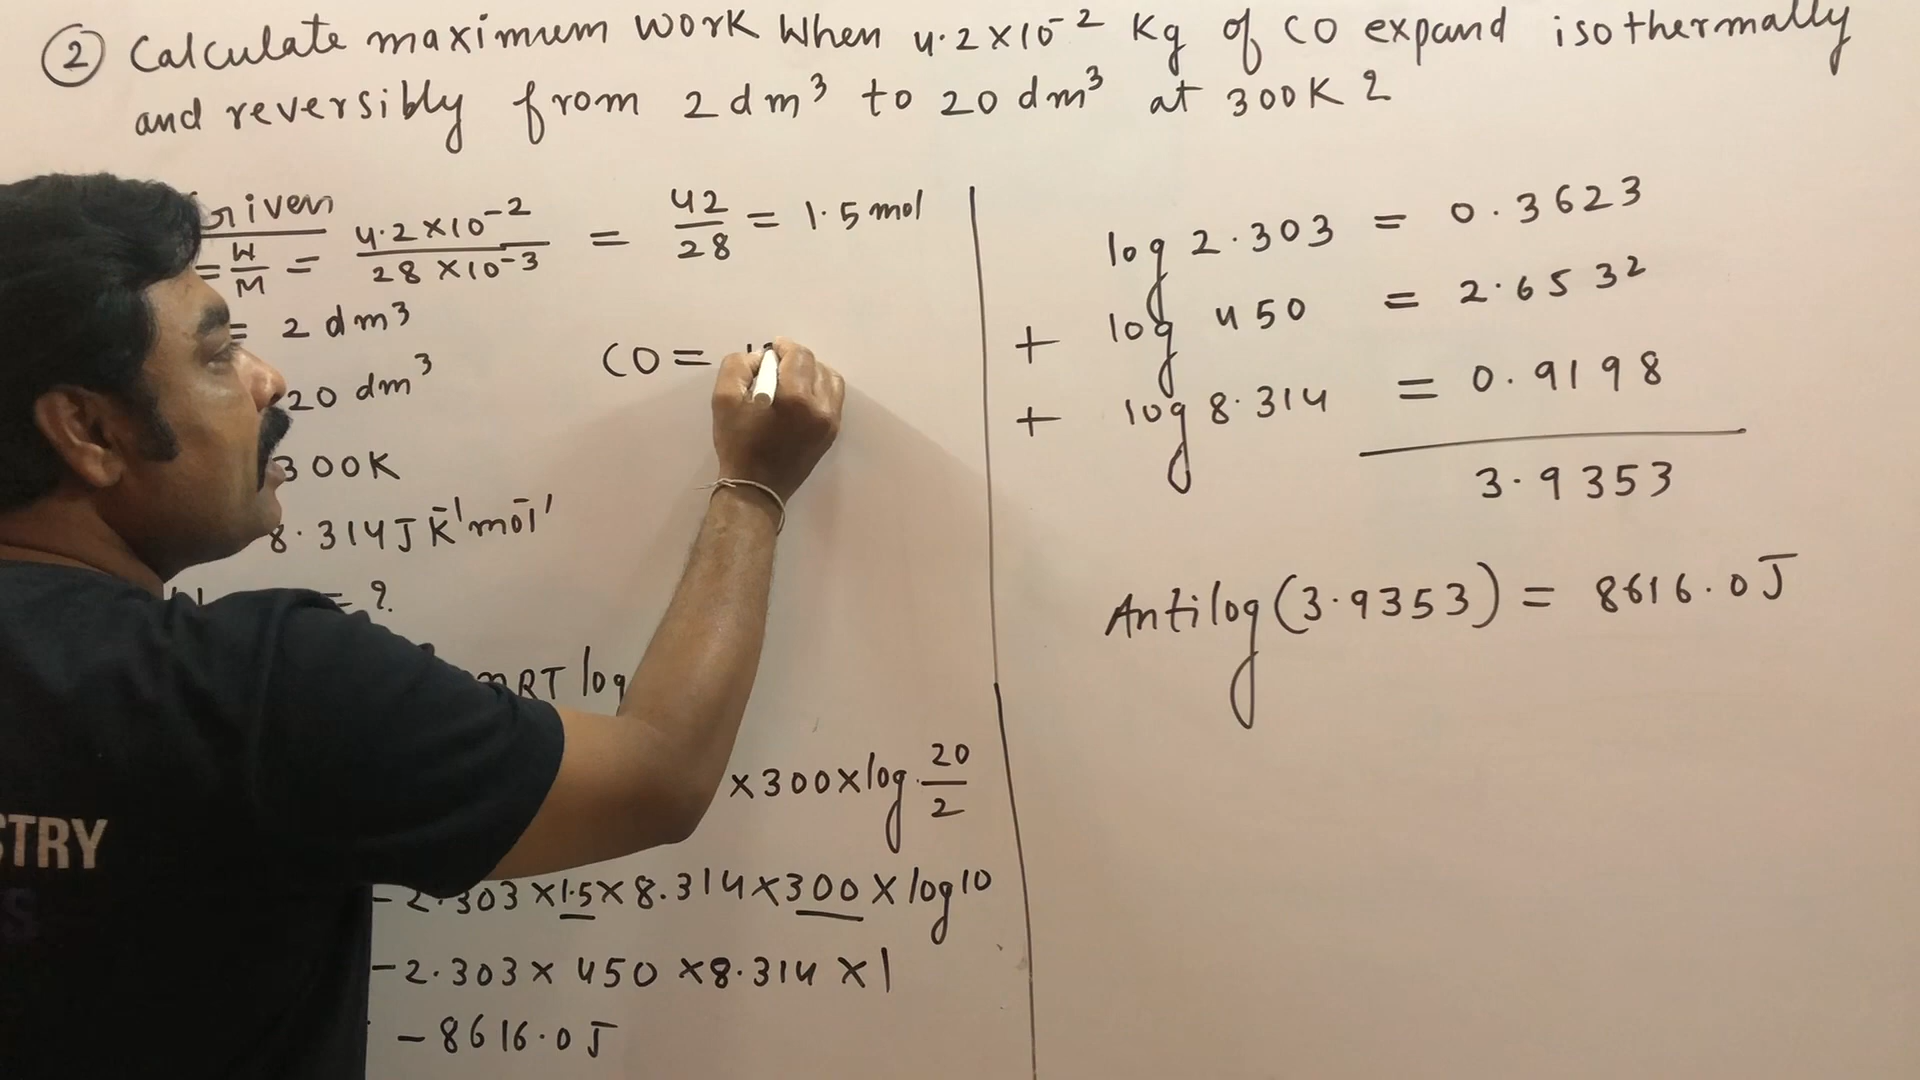 ② Calculate maximum work When 4.2×10⁻² Kg of CO expand isothermally
and reversibly from 2 dm³ to 20 dm³ at 300K ?
Given
= W/M = 4.2×10⁻² / 28×10⁻³ = 42/28 = 1.5 mol
= 2 dm³
20 dm³
CO =
300K
8.314 J K⁻¹ mol⁻¹
= ?
nRT log
×300×log 20/2
-2.303×1.5×8.314×300×log10
-2.303×450×8.314×1
-8616.0 J
log 2.303 = 0.3623
+ log 450 = 2.6532
+ log 8.314 = 0.9198
3.9353
Antilog(3.9353) = 8616.0J
STRY
S